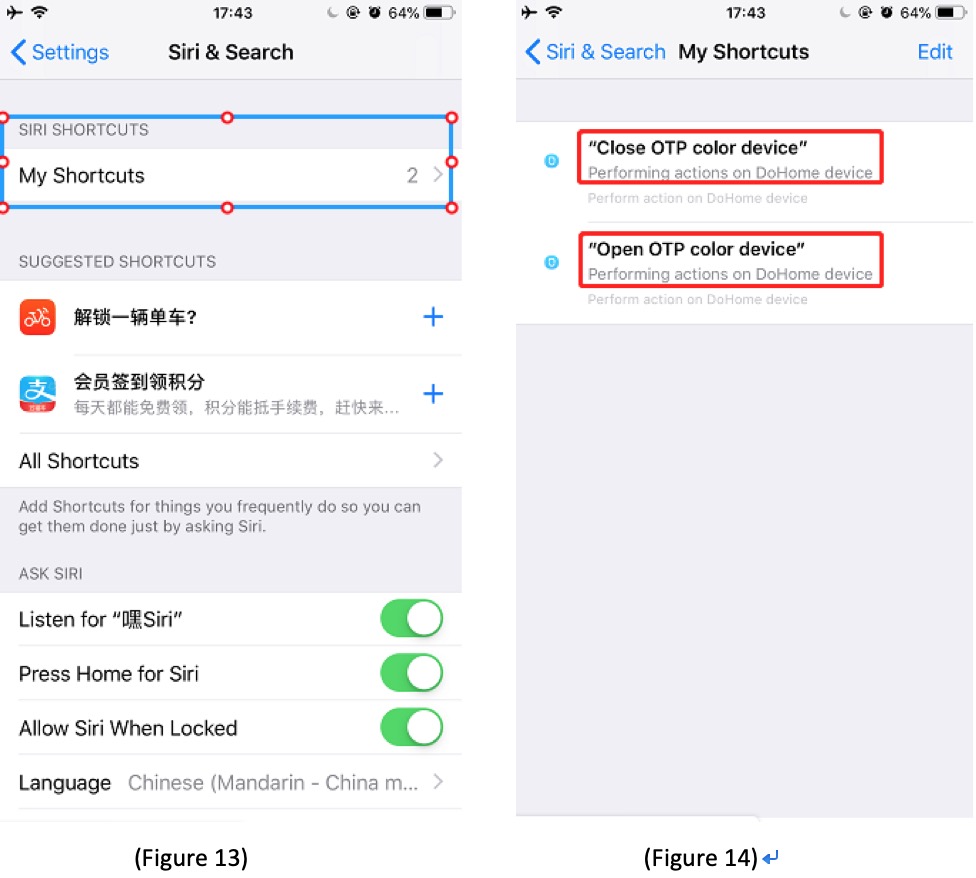 17:43
64%
Settings
Siri & Search
SIRI SHORTCUTS
My Shortcuts 2
SUGGESTED SHORTCUTS
解锁一辆单车?
会员签到领积分
每天都能免费领，积分能抵手续费，赶快来...
All Shortcuts
Add Shortcuts for things you frequently do so you can
get them done just by asking Siri.
ASK SIRI
Listen for “嘿Siri”
Press Home for Siri
Allow Siri When Locked
Language Chinese (Mandarin - China m...
(Figure 13)
17:43
64%
Siri & Search
My Shortcuts
Edit
“Close OTP color device”
Performing actions on DoHome device
Perform action on DoHome device
“Open OTP color device”
Performing actions on DoHome device
Perform action on DoHome device
(Figure 14)